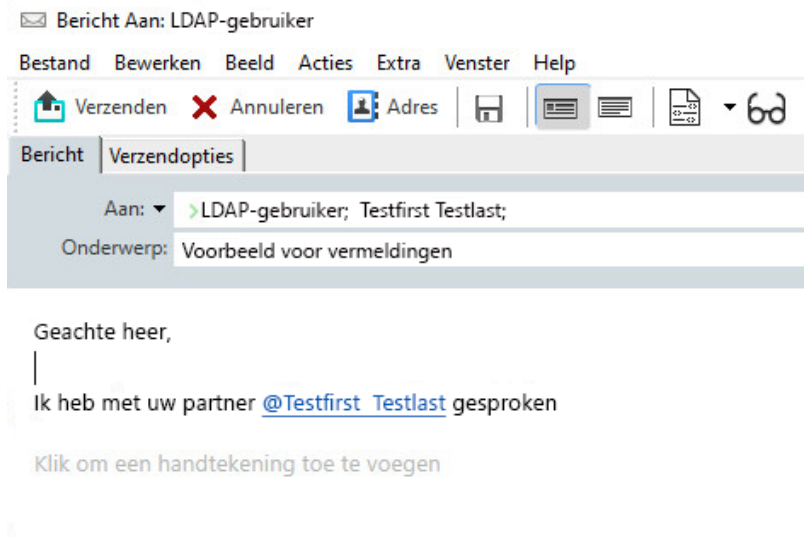 Bericht Aan: LDAP-gebruiker
Bestand Bewerken Beeld Acties Extra Venster Help
Verzenden Annuleren Adres
Bericht Verzendopties
Aan: >LDAP-gebruiker; Testfirst Testlast;
Onderwerp: Voorbeeld voor vermeldingen
Geachte heer,
Ik heb met uw partner @Testfirst Testlast gesproken
Klik om een handtekening toe te voegen